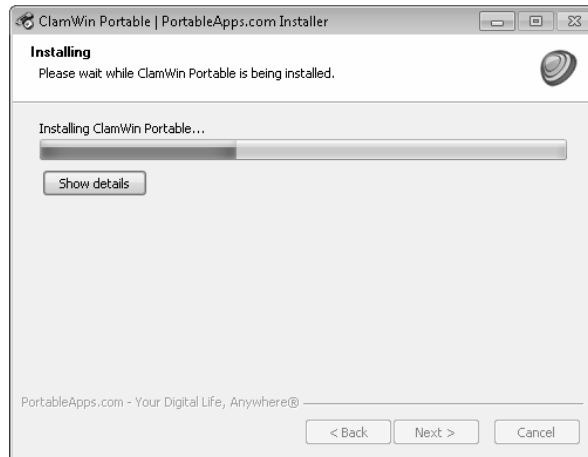 ClamWin Portable | PortableApps.com Installer
Installing
Please wait while ClamWin Portable is being installed.
Installing ClamWin Portable...
Show details
PortableApps.com - Your Digital Life, Anywhere®
< Back
Next >
Cancel